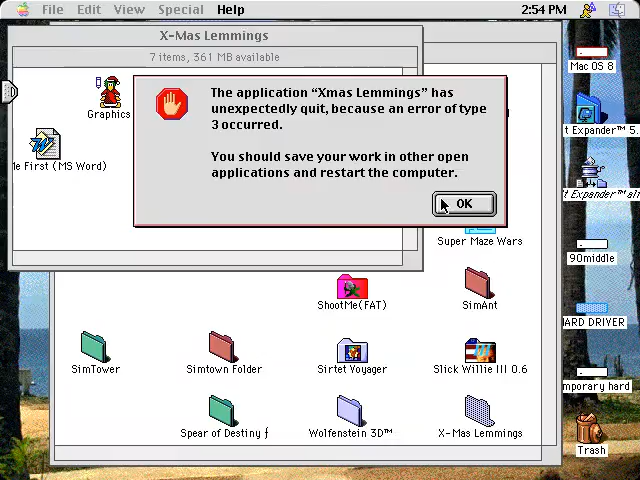 File Edit View Special Help 2:54 PM
X-Mas Lemmings
7 items, 361 MB available
Graphics
le First (MS Word)
The application “Xmas Lemmings” has
unexpectedly quit, because an error of type
3 occurred.
You should save your work in other open
applications and restart the computer.
OK
Mac OS 8
t Expander™ 5.
t Expander™ ali
Super Maze Wars
90middle
ShootMe(FAT)
SimAnt
HARD DRIVER
SimTower
Simtown Folder
Sirtet Voyager
Slick Willie III 0.6
mporary hard
Spear of Destiny ƒ
Wolfenstein 3D™
X-Mas Lemmings
Trash